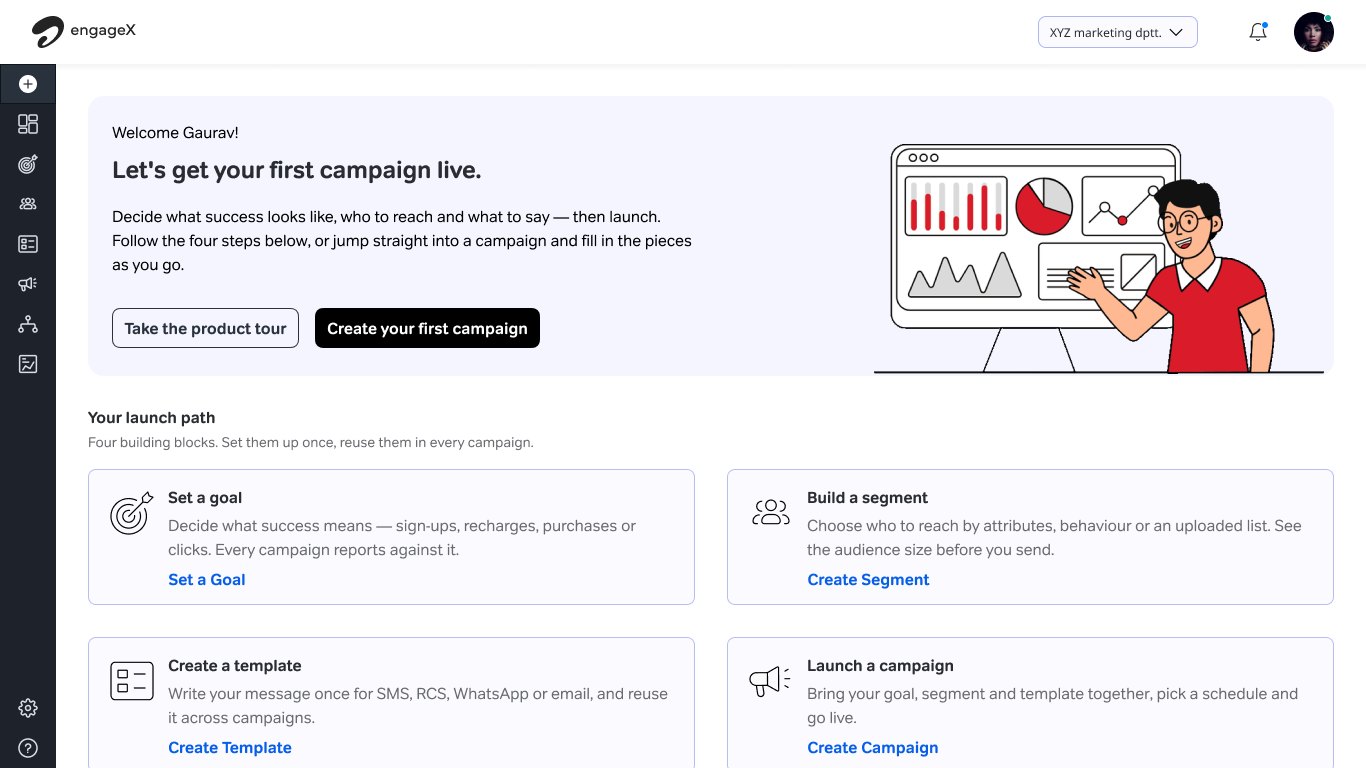 engageX
XYZ marketing dptt.
Welcome Gaurav!
Let's get your first campaign live.
Decide what success looks like, who to reach and what to say — then launch.
Follow the four steps below, or jump straight into a campaign and fill in the pieces
as you go.
Take the product tour
Create your first campaign
Your launch path
Four building blocks. Set them up once, reuse them in every campaign.
Set a goal
Decide what success means — sign-ups, recharges, purchases or
clicks. Every campaign reports against it.
Set a Goal
Build a segment
Choose who to reach by attributes, behaviour or an uploaded list. See
the audience size before you send.
Create Segment
Create a template
Write your message once for SMS, RCS, WhatsApp or email, and reuse
it across campaigns.
Create Template
Launch a campaign
Bring your goal, segment and template together, pick a schedule and
go live.
Create Campaign